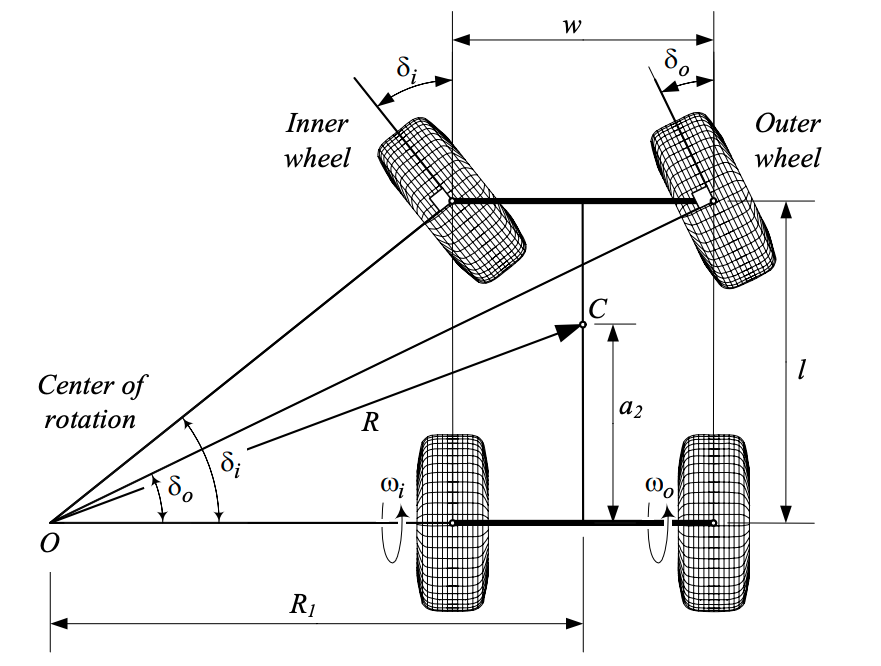 w
δi
δo
Inner
wheel
Outer
wheel
C
Center of
rotation
l
a2
R
δi
δo
ωi
ωo
O
R1